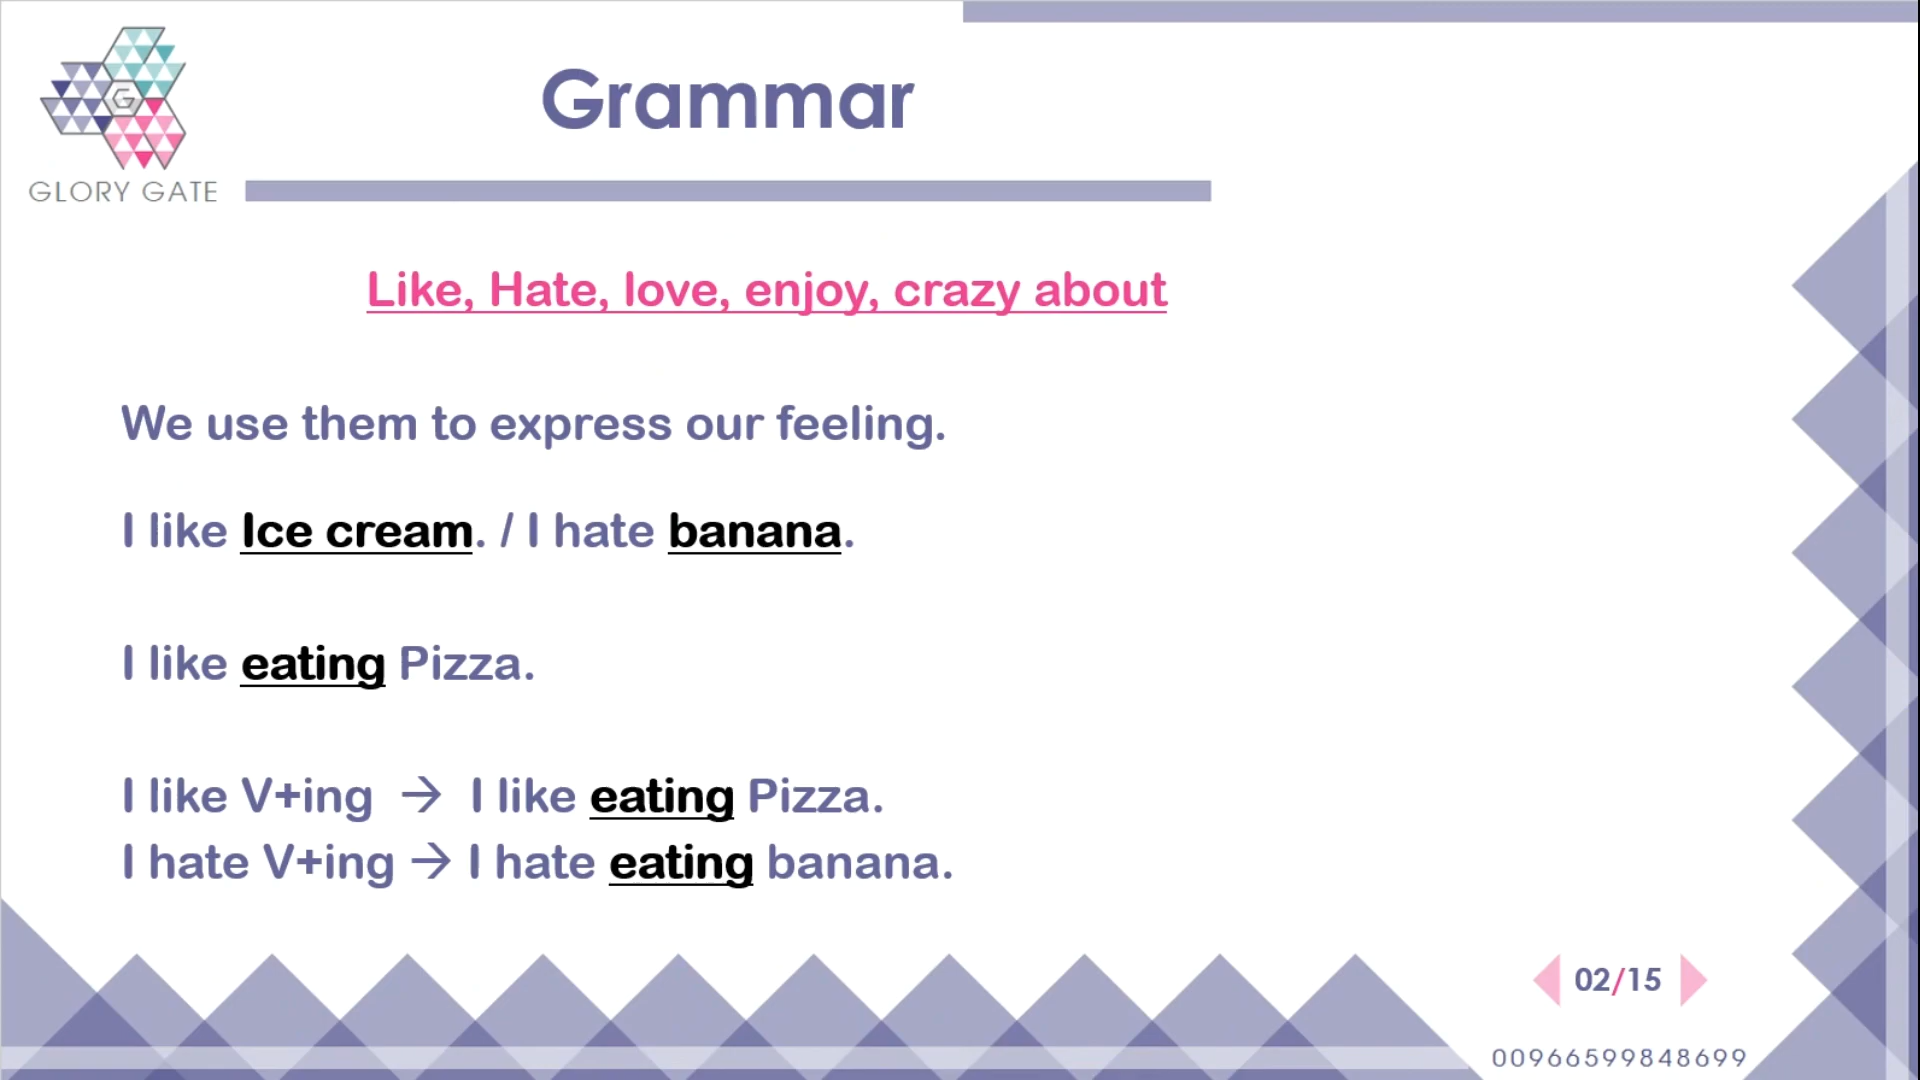 G
GLORY GATE
Grammar
Like, Hate, love, enjoy, crazy about
We use them to express our feeling.
I like Ice cream. / I hate banana.
I like eating Pizza.
I like V+ing → I like eating Pizza.
I hate V+ing → I hate eating banana.
02/15
00966599848699